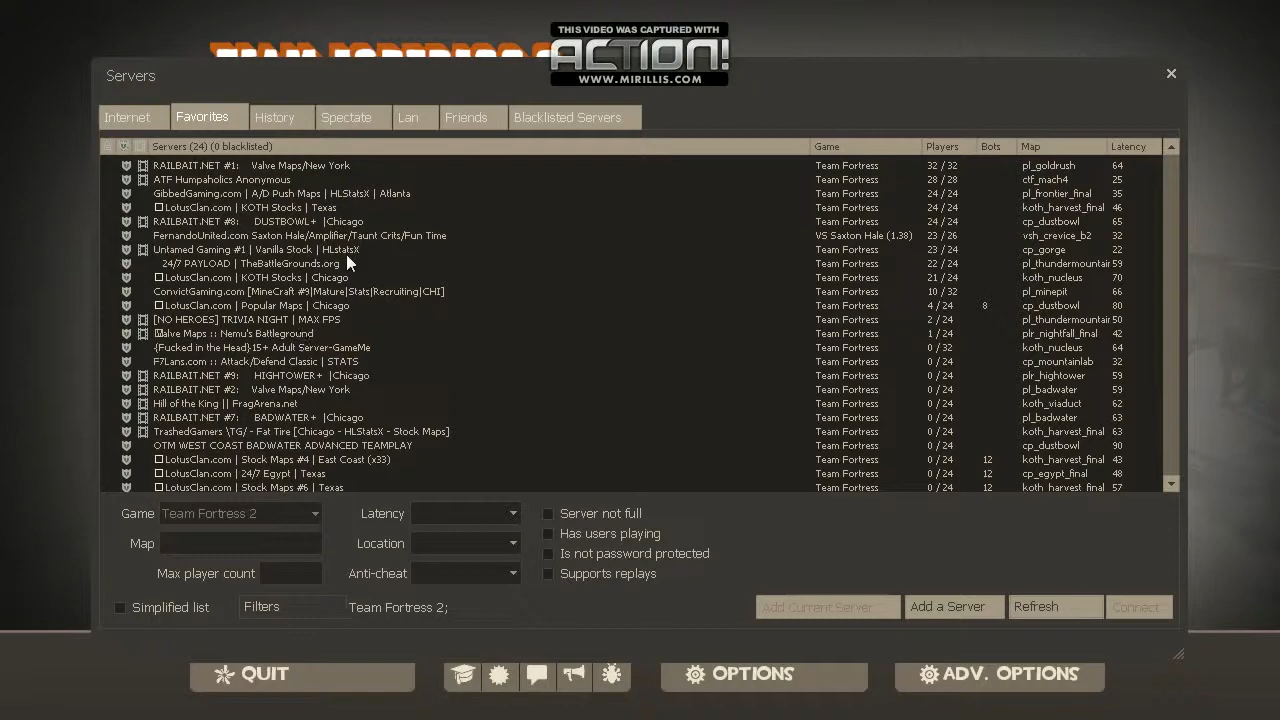 THIS VIDEO WAS CAPTURED WITH
ACTION!
WWW.MIRILLIS.COM
TEAM FORTRESS
Servers
Internet Favorites History Spectate Lan Friends Blacklisted Servers
Servers (24) (0 blacklisted) Game Players Bots Map Latency
RAILBAIT.NET #1: Valve Maps/New York Team Fortress 32 / 32 pl_goldrush 64
ATF Humpaholics Anonymous Team Fortress 28 / 28 ctf_mach4 25
GibbedGaming.com | A/D Push Maps | HLStatsX | Atlanta Team Fortress 24 / 24 pl_frontier_final 35
LotusClan.com | KOTH Stocks | Texas Team Fortress 24 / 24 koth_harvest_final 46
RAILBAIT.NET #8: DUSTBOWL+ |Chicago Team Fortress 24 / 24 cp_dustbowl 65
FernandoUnited.com Saxton Hale/Amplifier/Taunt Crits/Fun Time VS Saxton Hale (1.38) 23 / 26 vsh_crevice_b2 32
Untamed Gaming #1 | Vanilla Stock | HLstatsX Team Fortress 23 / 24 cp_gorge 22
24/7 PAYLOAD | TheBattleGrounds.org Team Fortress 23 / 24 pl_thundermountain 59
LotusClan.com | KOTH Stocks | Chicago Team Fortress 21 / 24 koth_nucleus 70
ConvictGaming.com [MineCraft #9|Mature|Stats|Recruiting|CHI] Team Fortress 10 / 32 pl_minepit 66
LotusClan.com | Popular Maps | Chicago Team Fortress 4 / 24 8 cp_dustbowl 80
[NO HEROES] TRIVIA NIGHT | MAX FPS Team Fortress 2 / 24 pl_thundermountain 50
Valve Maps :: Nemu's Battleground Team Fortress 1 / 24 plr_nightfall_final 42
{Fucked in the Head}15+ Adult Server-GameMe Team Fortress 0 / 32 koth_nucleus 64
F7Lans.com :: Attack/Defend Classic | STATS Team Fortress 0 / 24 cp_mountainlab 32
RAILBAIT.NET #9: HIGHTOWER+ |Chicago Team Fortress 0 / 24 plr_hightower 59
RAILBAIT.NET #2: Valve Maps/New York Team Fortress 0 / 24 pl_badwater 59
Hill of the King || FragArena.net Team Fortress 0 / 24 koth_viaduct 62
RAILBAIT.NET #7: BADWATER+ |Chicago Team Fortress 0 / 24 pl_badwater 63
TrashedGamers \TG/ - Fat Tire [Chicago - HLStatsX - Stock Maps] Team Fortress 0 / 24 koth_harvest_final 63
OTM WEST COAST BADWATER ADVANCED TEAMPLAY Team Fortress 0 / 24 cp_dustbowl 90
LotusClan.com | Stock Maps #4 | East Coast (x33) Team Fortress 0 / 24 12 koth_harvest_final 43
LotusClan.com | 24/7 Egypt | Texas Team Fortress 0 / 24 12 cp_egypt_final 48
LotusClan.com | Stock Maps #6 | Texas Team Fortress 0 / 24 12 koth_harvest_final 57
Game Team Fortress 2 Latency Server not full
Has users playing
Map Location
Is not password protected
Max player count Anti-cheat Supports replays
Simplified list Filters Team Fortress 2; Add Current Server Add a Server Refresh Connect
QUIT OPTIONS ADV. OPTIONS